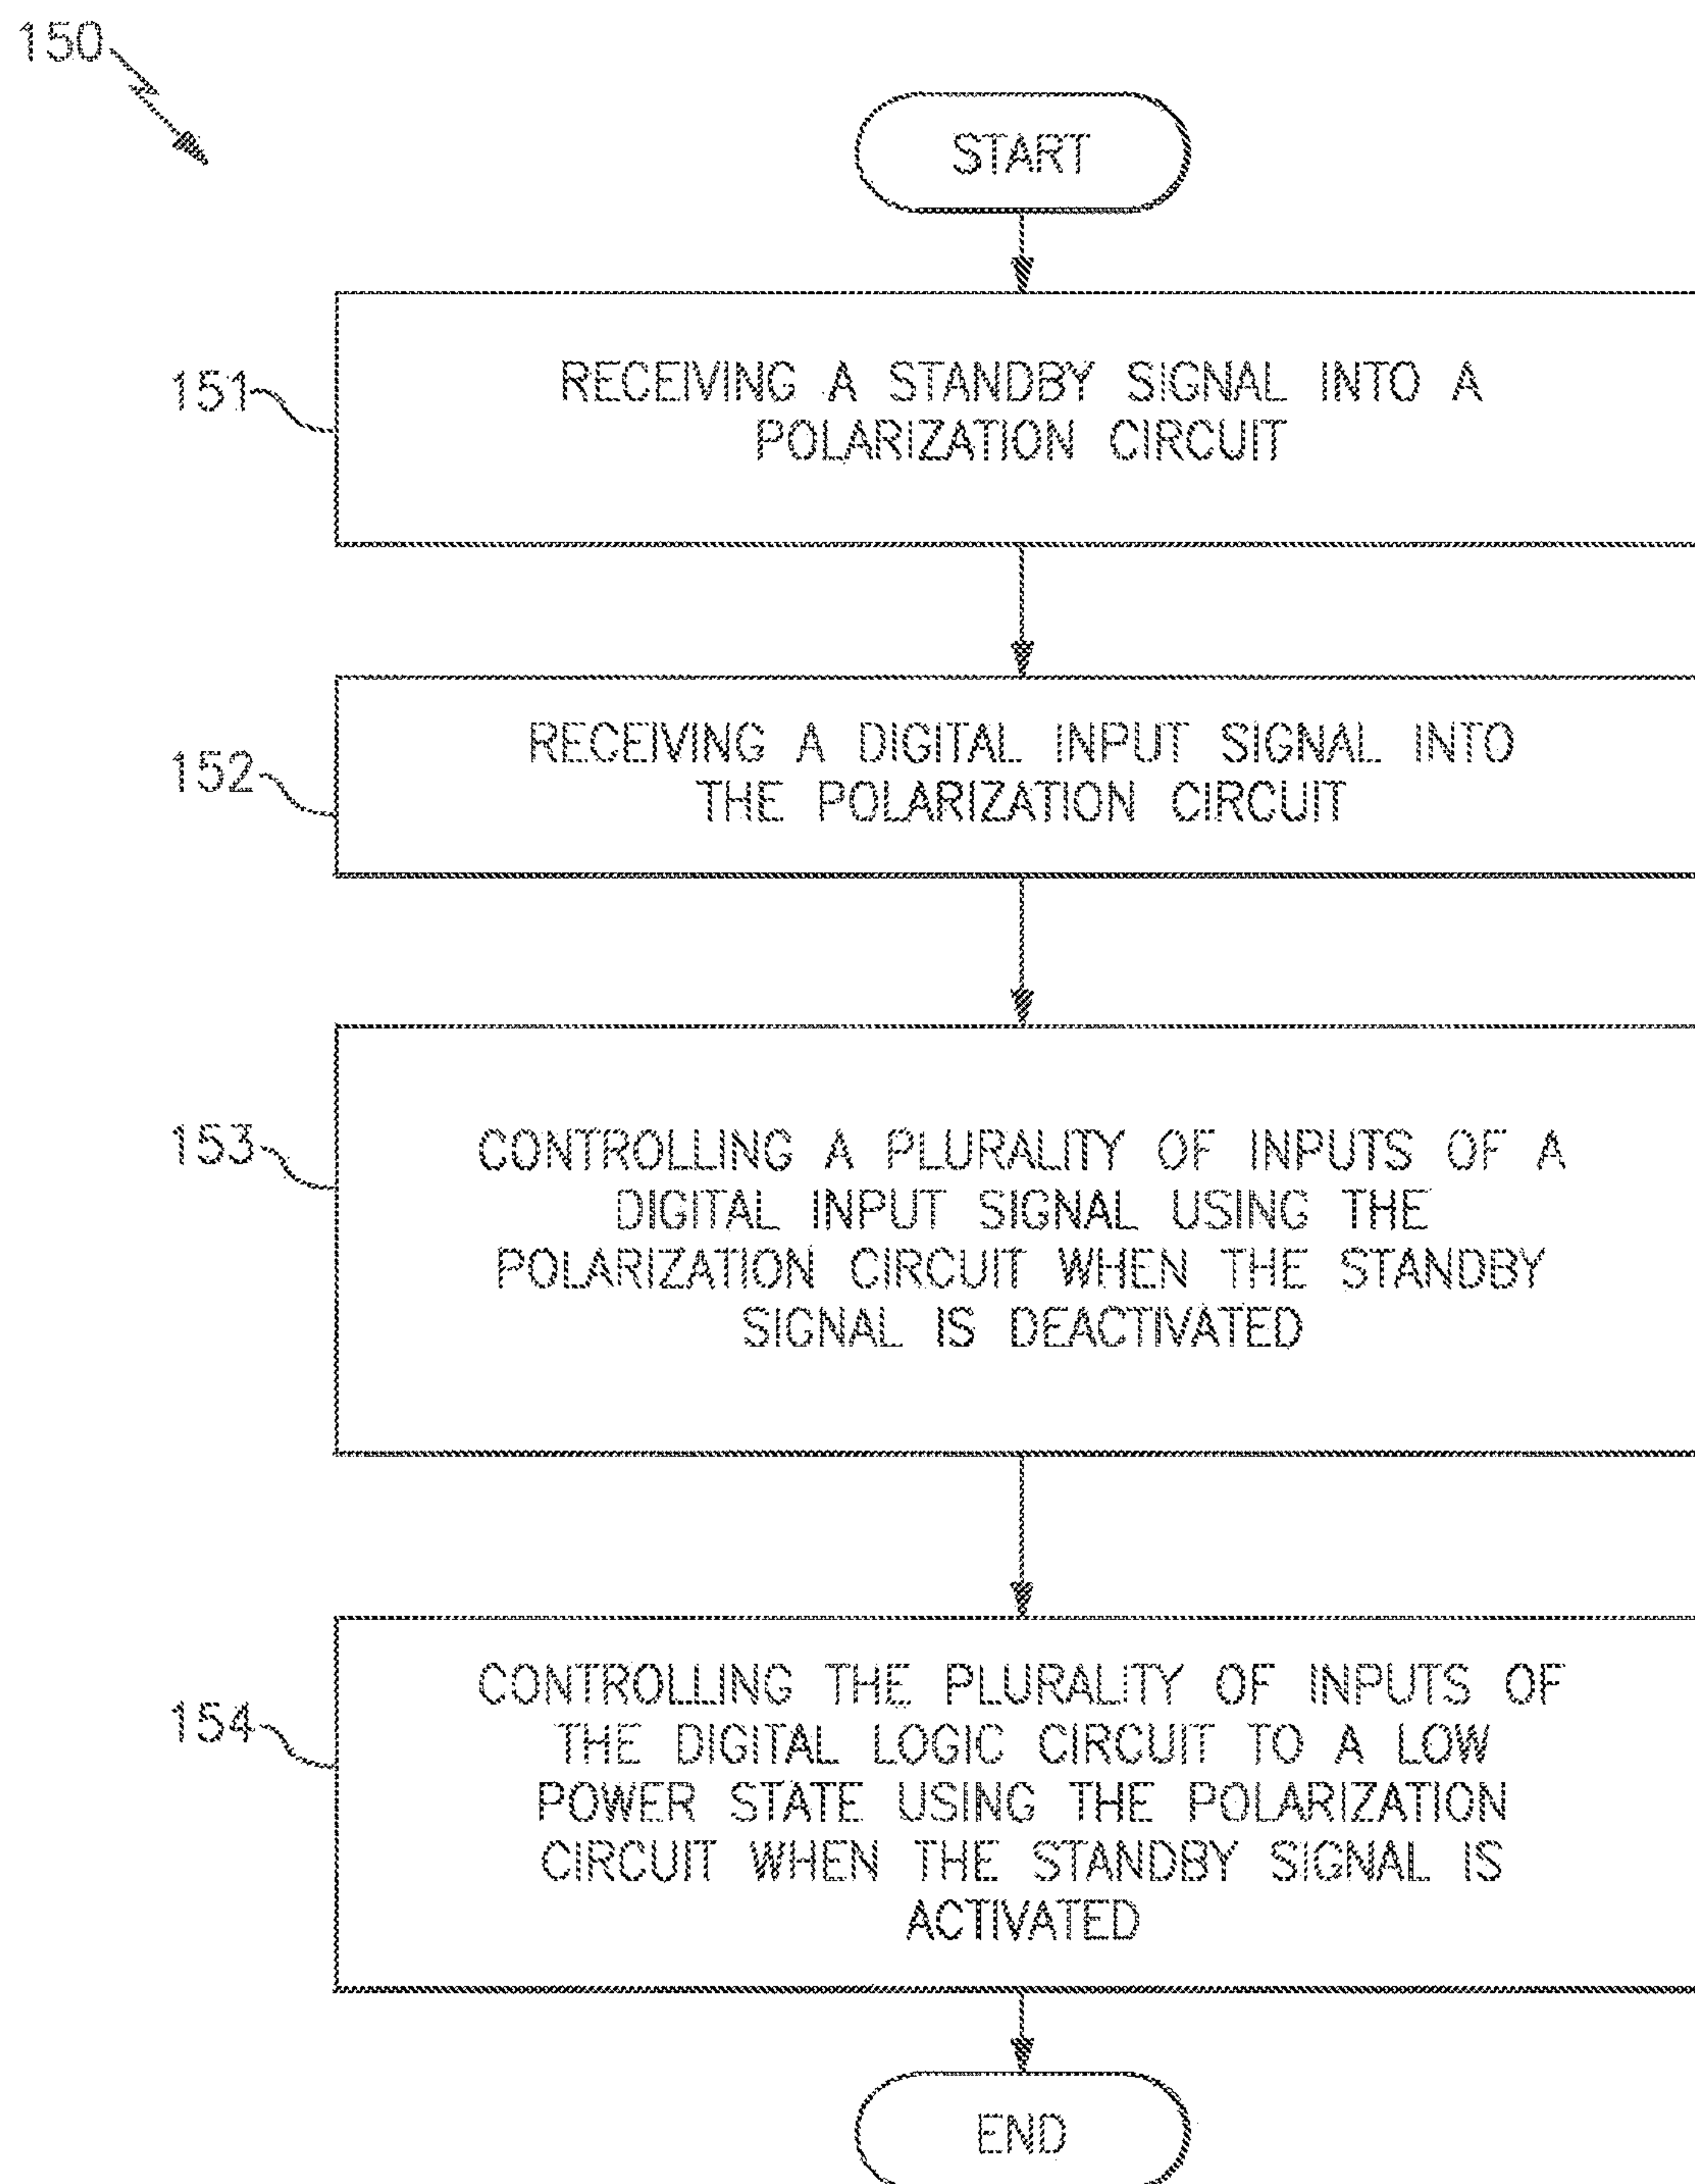 150
START
151
RECEIVING A STANDBY SIGNAL INTO A
POLARIZATION CIRCUIT
152
RECEIVING A DIGITAL INPUT SIGNAL INTO
THE POLARIZATION CIRCUIT
153
CONTROLLING A PLURALITY OF INPUTS OF A
DIGITAL INPUT SIGNAL USING THE
POLARIZATION CIRCUIT WHEN THE STANDBY
SIGNAL IS DEACTIVATED
154
CONTROLLING THE PLURALITY OF INPUTS OF
THE DIGITAL LOGIC CIRCUIT TO A LOW
POWER STATE USING THE POLARIZATION
CIRCUIT WHEN THE STANDBY SIGNAL IS
ACTIVATED
END